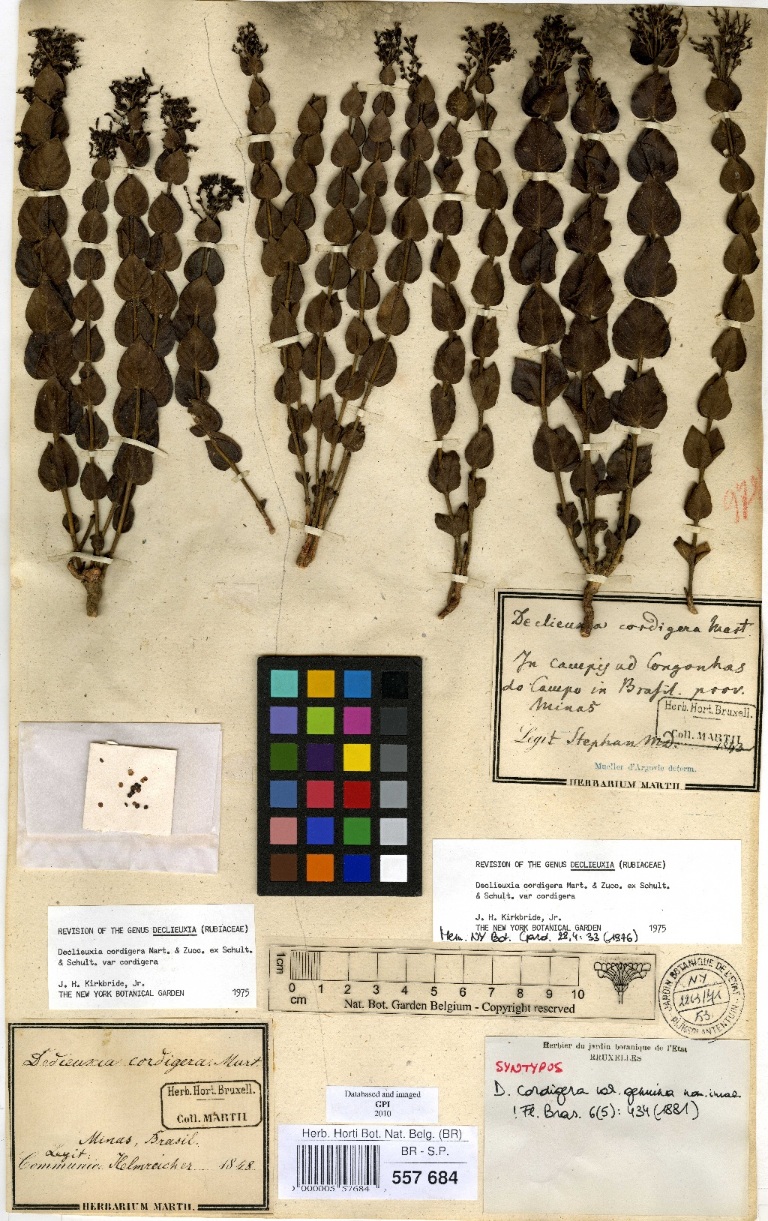 Declieuxia cordigera Mart.
In campis ad Congonhas
do Campo in Brasil. prov.
Minas
Herb. Hort. Bruxell.
Coll. MARTII.
Legit Stephan
Mueller d'Argovie determ.
HERBARIUM MARTII.
REVISION OF THE GENUS DECLIEUXIA (RUBIACEAE)
Declieuxia cordigera Mart. & Zucc. ex Schult.
& Schult. var cordigera
J. H. Kirkbride, Jr.
THE NEW YORK BOTANICAL GARDEN 1975
Mem. NY Bot. Gard. 28,4: 33 (1976)
REVISION OF THE GENUS DECLIEUXIA (RUBIACEAE)
Declieuxia cordigera Mart. & Zucc. ex Schult.
& Schult. var cordigera
J. H. Kirkbride, Jr.
THE NEW YORK BOTANICAL GARDEN 1975
1cm
0
0 1 2 3 4 5 6 7 8 9 10
cm
Nat. Bot. Garden Belgium - Copyright reserved
JARDIN BOTANIQUE DE L'ETAT
NY
RIJKSPLANTENTUIN
Declieuxia cordigera Mart
Herb. Hort. Bruxell.
Coll. MARTII
Minas, Brasil.
Legit:
Communic. Helmreichen 1848.
HERBARIUM MARTII.
Herbier du jardin botanique de l'Etat
BRUXELLES
SYNTYPUS
D. cordigera var. genuina nom. inval.
! Fl. Bras. 6(5): 434 (1881)
Databased and imaged
GPI
2010
Herb. Horti Bot. Nat. Belg. (BR)
BR - S.P.
557 684